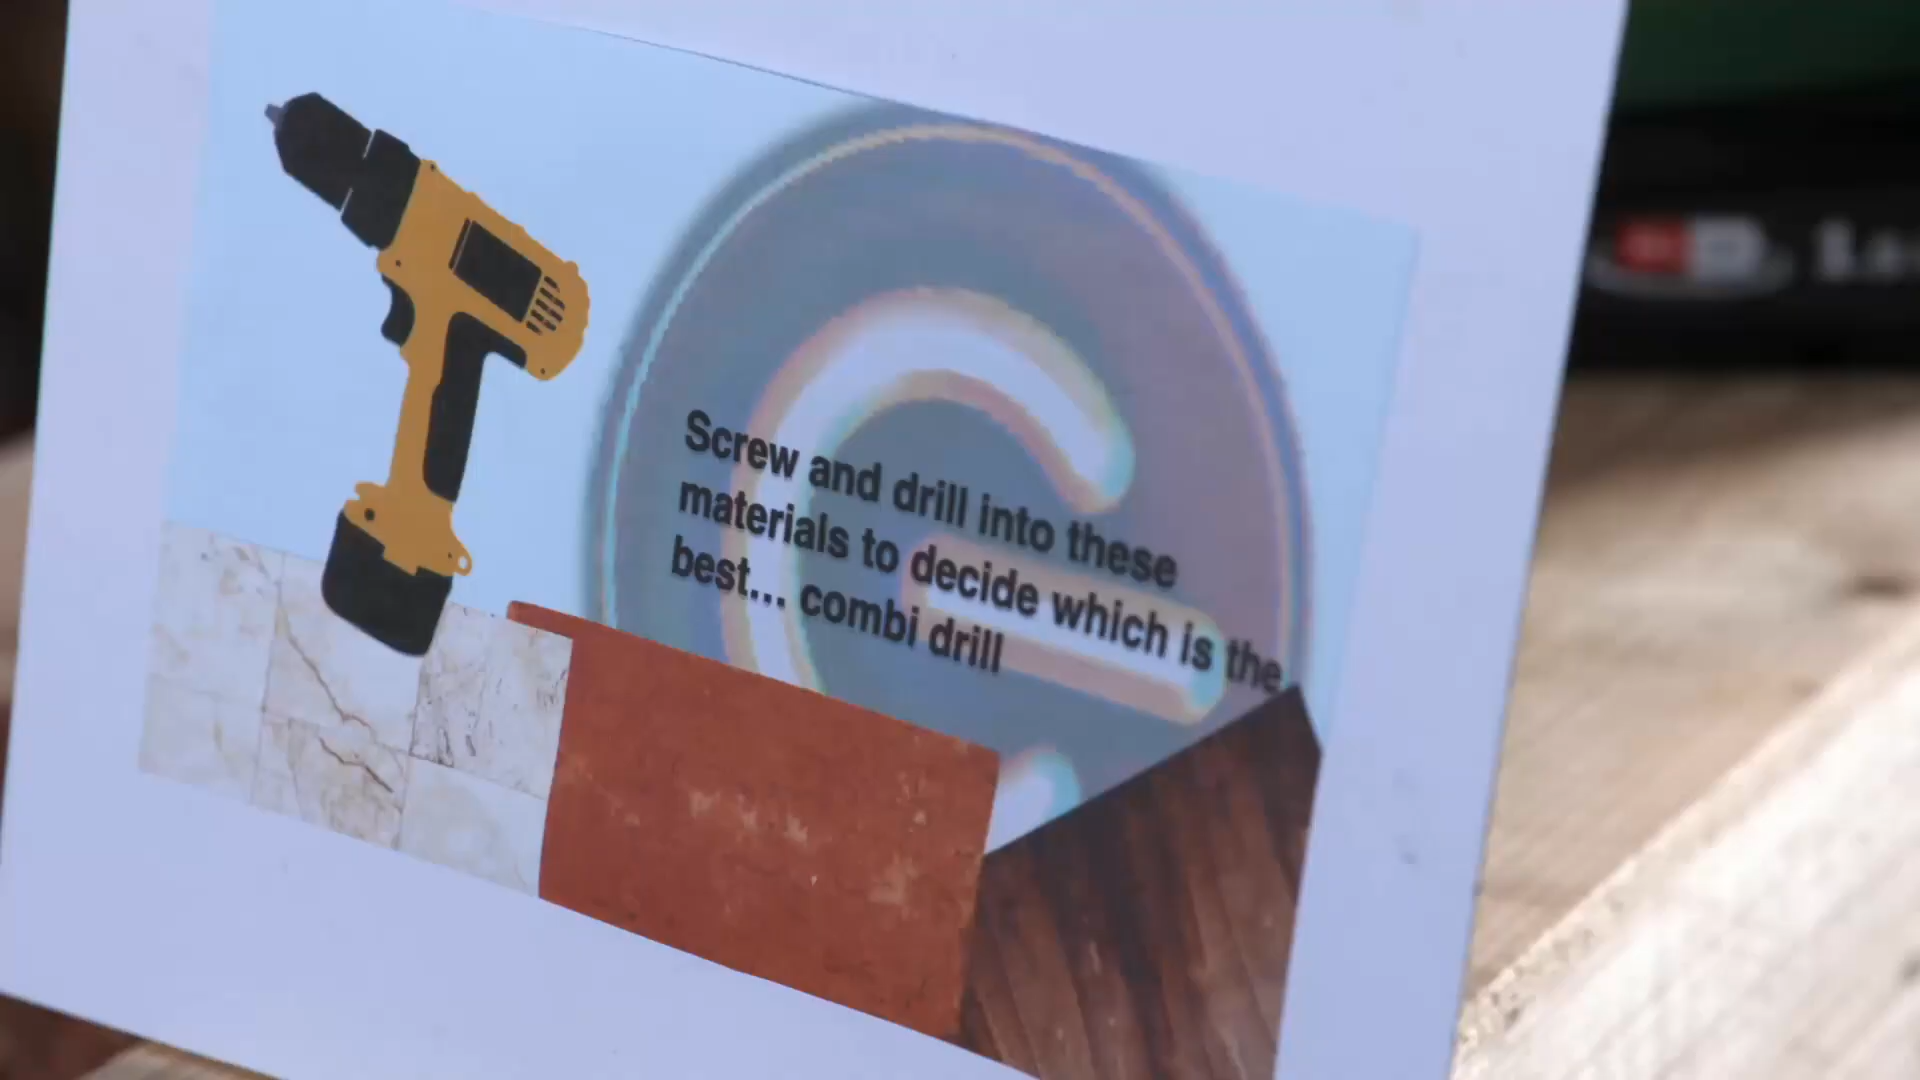 Screw and drill into these
materials to decide which is the
best... combi drill